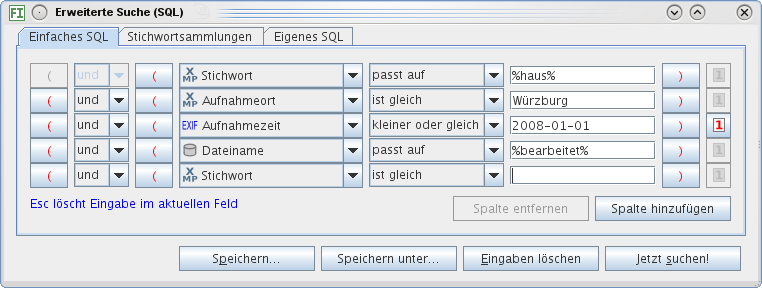 FI Erweiterte Suche (SQL)
Einfaches SQL Stichwortsammlungen Eigenes SQL
( und ( XMP Stichwort passt auf %haus% ) 1
( und ( XMP Aufnahmeort ist gleich Würzburg ) 1
( und ( EXIF Aufnahmezeit kleiner oder gleich 2008-01-01 ) 1
( und ( Dateiname passt auf %bearbeitet% ) 1
( und ( XMP Stichwort ist gleich ) 1
Esc löscht Eingabe im aktuellen Feld Spalte entfernen Spalte hinzufügen
Speichern... Speichern unter... Eingaben löschen Jetzt suchen!